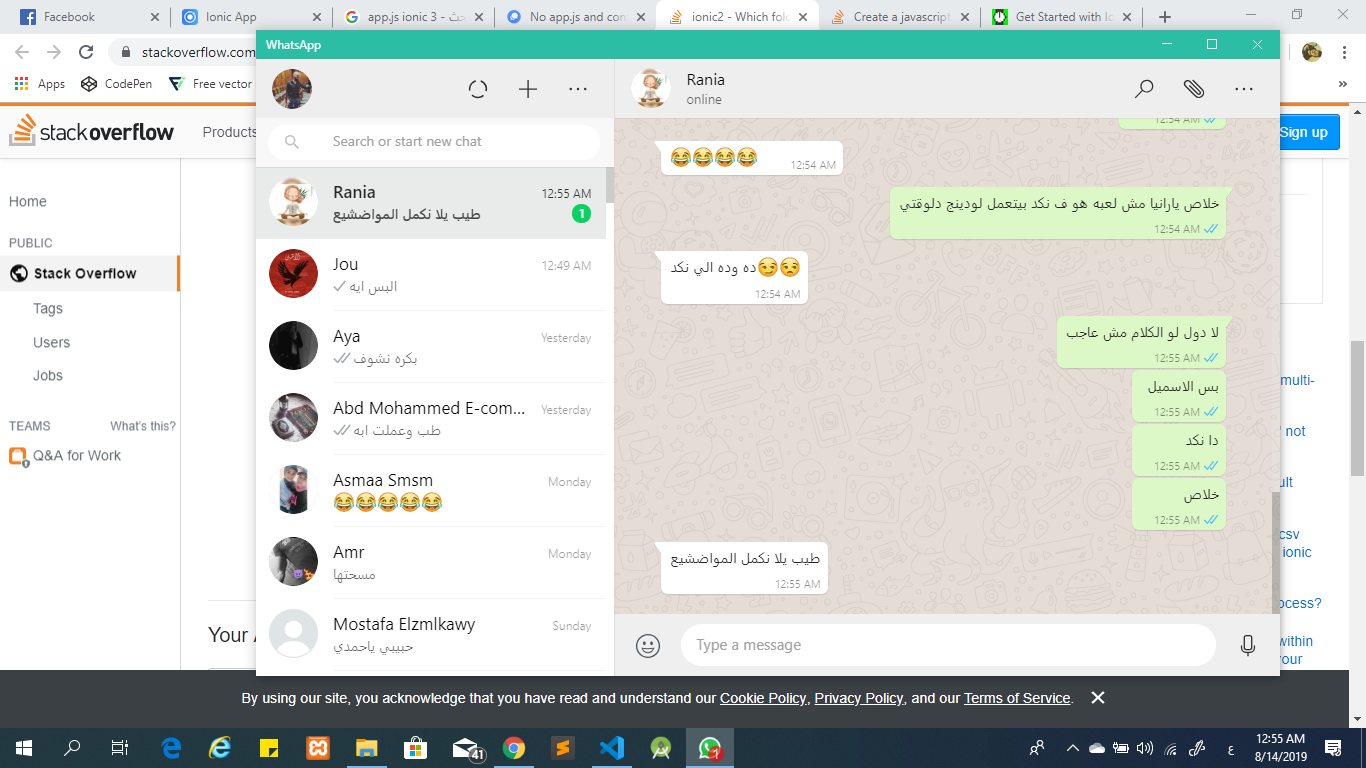 Facebook
Ionic App
app.js ionic 3 - بحث
No app.js and con
ionic2 - Which fold
Create a javascript
Get Started with Io
stackoverflow.com
Apps
CodePen
Free vector
»
WhatsApp
stackoverflow
Products
Sign up
Home
PUBLIC
Stack Overflow
Tags
Users
Jobs
TEAMS
What's this?
Q&A for Work
Search or start new chat
Rania
12:55 AM
طيب يلا نكمل المواضشيع
1
Jou
12:49 AM
البس ايه
Aya
Yesterday
بكره نشوف
Abd Mohammed E-com...
Yesterday
طب وعملت ابه
Asmaa Smsm
Monday
😂😂😂😂😂
Amr
Monday
مسحتها
Mostafa Elzmlkawy
Sunday
حبيبي ياحمدي
Rania
online
12:54 AM
😂😂😂😂
12:54 AM
خلاص يارانيا مش لعبه هو ف نكد بيتعمل لودينج دلوقتي
12:54 AM
ده وده الي نكد😏😒
12:54 AM
لا دول لو الكلام مش عاجب
12:55 AM
بس الاسميل
12:55 AM
دا نكد
12:55 AM
خلاص
12:55 AM
طيب يلا نكمل المواضشيع
12:55 AM
Type a message
multi-
not
csv
ionic
ocess?
within
your
Your A
By using our site, you acknowledge that you have read and understand our Cookie Policy, Privacy Policy, and our Terms of Service.
41
1
ع
12:55 AM
8/14/2019